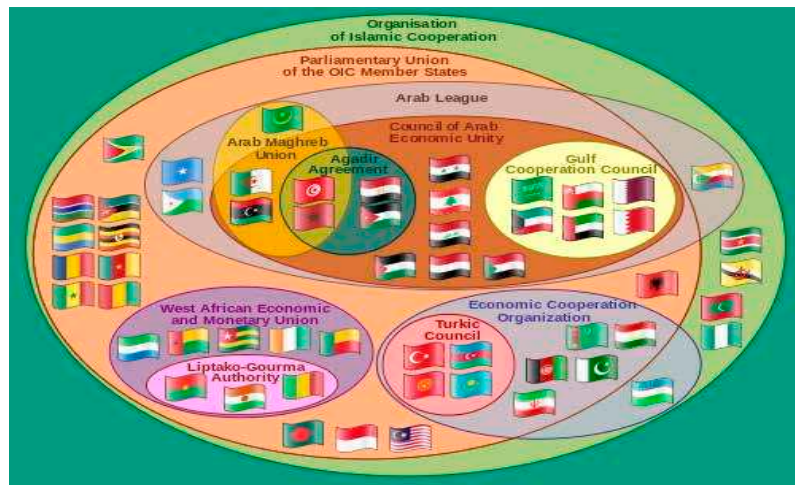 Organisation
of Islamic Cooperation
Parliamentary Union
of the OIC Member States
Arab League
Council of Arab
Economic Unity
Arab Maghreb
Union
Agadir
Agreement
Gulf
Cooperation Council
West African Economic
and Monetary Union
Economic Cooperation
Organization
Turkic
Council
Liptako-Gourma
Authority